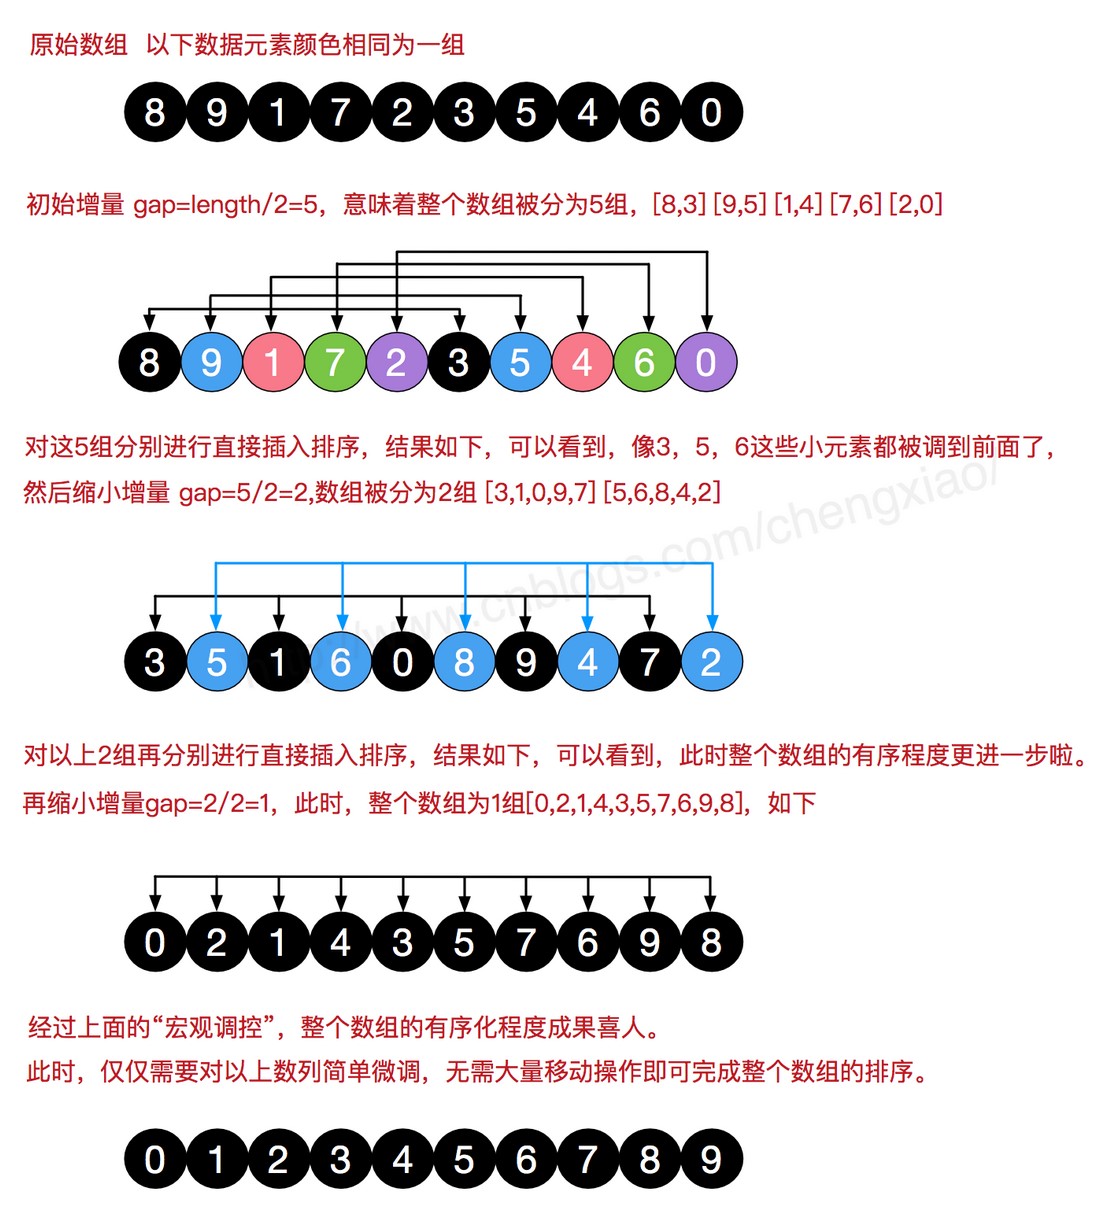 原始数组 以下数据元素颜色相同为一组
8 9 1 7 2 3 5 4 6 0
初始增量 gap=length/2=5，意味着整个数组被分为5组，[8,3][9,5][1,4][7,6][2,0]
8 9 1 7 2 3 5 4 6 0
对这5组分别进行直接插入排序，结果如下，可以看到，像3，5，6这些小元素都被调到前面了，
然后缩小增量 gap=5/2=2,数组被分为2组 [3,1,0,9,7][5,6,8,4,2]
http://www.cnblogs.com/chengxiao/
3 5 1 6 0 8 9 4 7 2
对以上2组再分别进行直接插入排序，结果如下，可以看到，此时整个数组的有序程度更进一步啦。
再缩小增量gap=2/2=1，此时，整个数组为1组[0,2,1,4,3,5,7,6,9,8]，如下
0 2 1 4 3 5 7 6 9 8
经过上面的“宏观调控”，整个数组的有序化程度成果喜人。
此时，仅仅需要对以上数列简单微调，无需大量移动操作即可完成整个数组的排序。
0 1 2 3 4 5 6 7 8 9